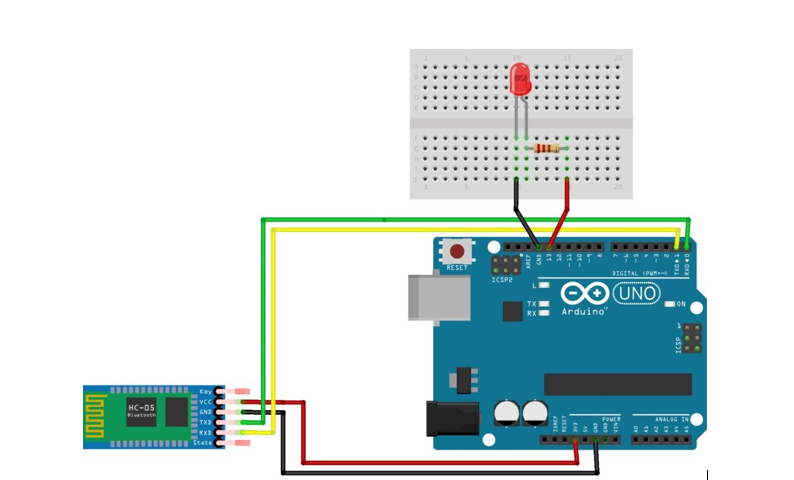 1 5 10 15 20
A
B
C
D
E
F
G
H
I
J
1 5 10 15 20
RESET
ICSP2
AREF
GND
13
12
~11
~10
~9
8
7
~6
~5
4
~3
2
TXD▶1
RXD◀0
DIGITAL (PWM~)
L
TX
RX
Arduino™
UNO
ON
1
ICSP
POWER
ANALOG IN
IOREF
RESET
3V3
5V
GND
GND
VIN
A0
A1
A2
A3
A4
A5
HC-05
Bluetooth
Key
VCC
GND
TXD
RXD
State